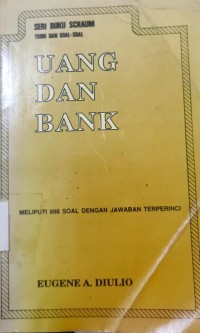 SERI BUKU SCHAUM
TEORI DAN SOAL-SOAL
UANG
DAN
BANK
MELIPUTI 898 SOAL DENGAN JAWABAN TERPERINCI
EUGENE A. DIULIO